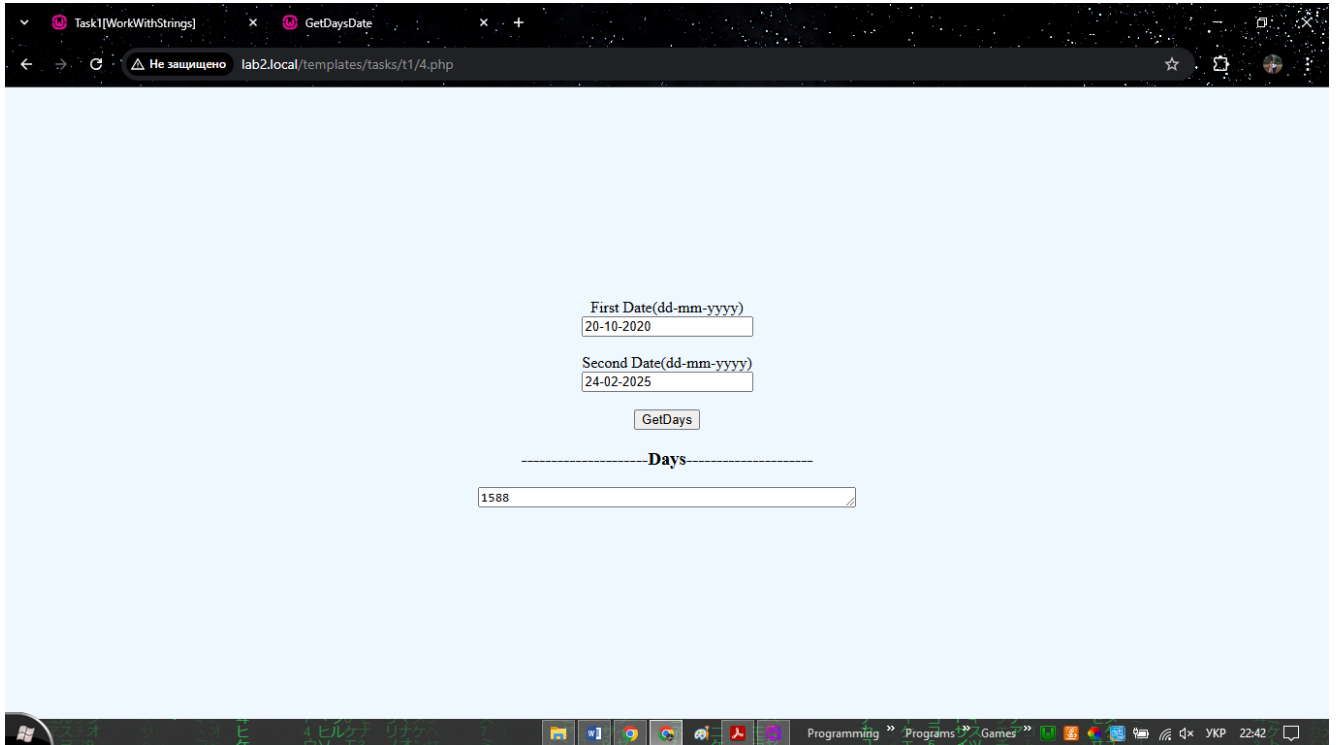 Task1[WorkWithStrings]
GetDaysDate
Не защищено lab2.local/templates/tasks/t1/4.php
First Date(dd-mm-yyyy)
20-10-2020
Second Date(dd-mm-yyyy)
24-02-2025
GetDays
---------------------Days---------------------
1588
Programming » Programs » Games » УКР 22:42